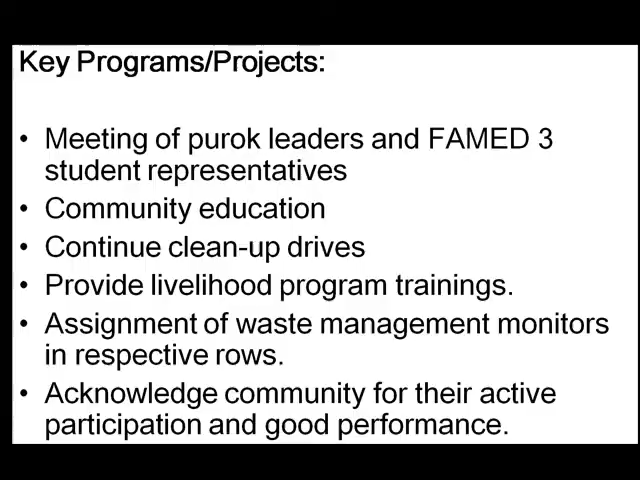 Key Programs/Projects:
• Meeting of purok leaders and FAMED 3
student representatives
• Community education
• Continue clean-up drives
• Provide livelihood program trainings.
• Assignment of waste management monitors
in respective rows.
• Acknowledge community for their active
participation and good performance.